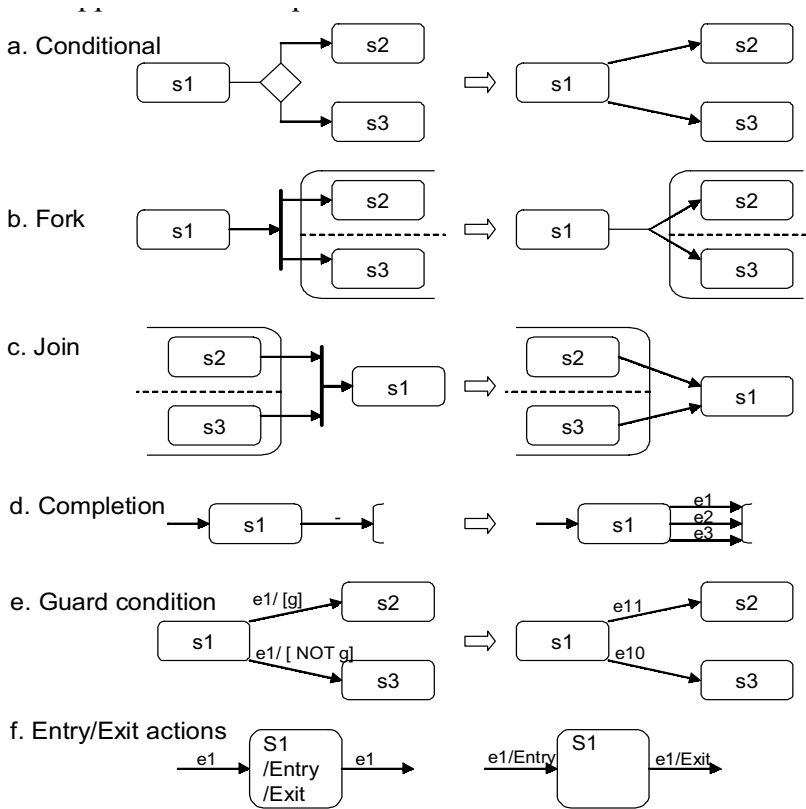 a. Conditional
s1
s2
s3
s1
s2
s3
b. Fork
s1
s2
s3
s1
s2
s3
c. Join
s2
s3
s1
s2
s3
s1
d. Completion
s1
-
s1
e1
e2
e3
e. Guard condition
s1
e1/ [g]
e1/ [ NOT g]
s2
s3
s1
e11
e10
s2
s3
f. Entry/Exit actions
e1
S1
/Entry
/Exit
e1
e1/Entry
S1
e1/Exit